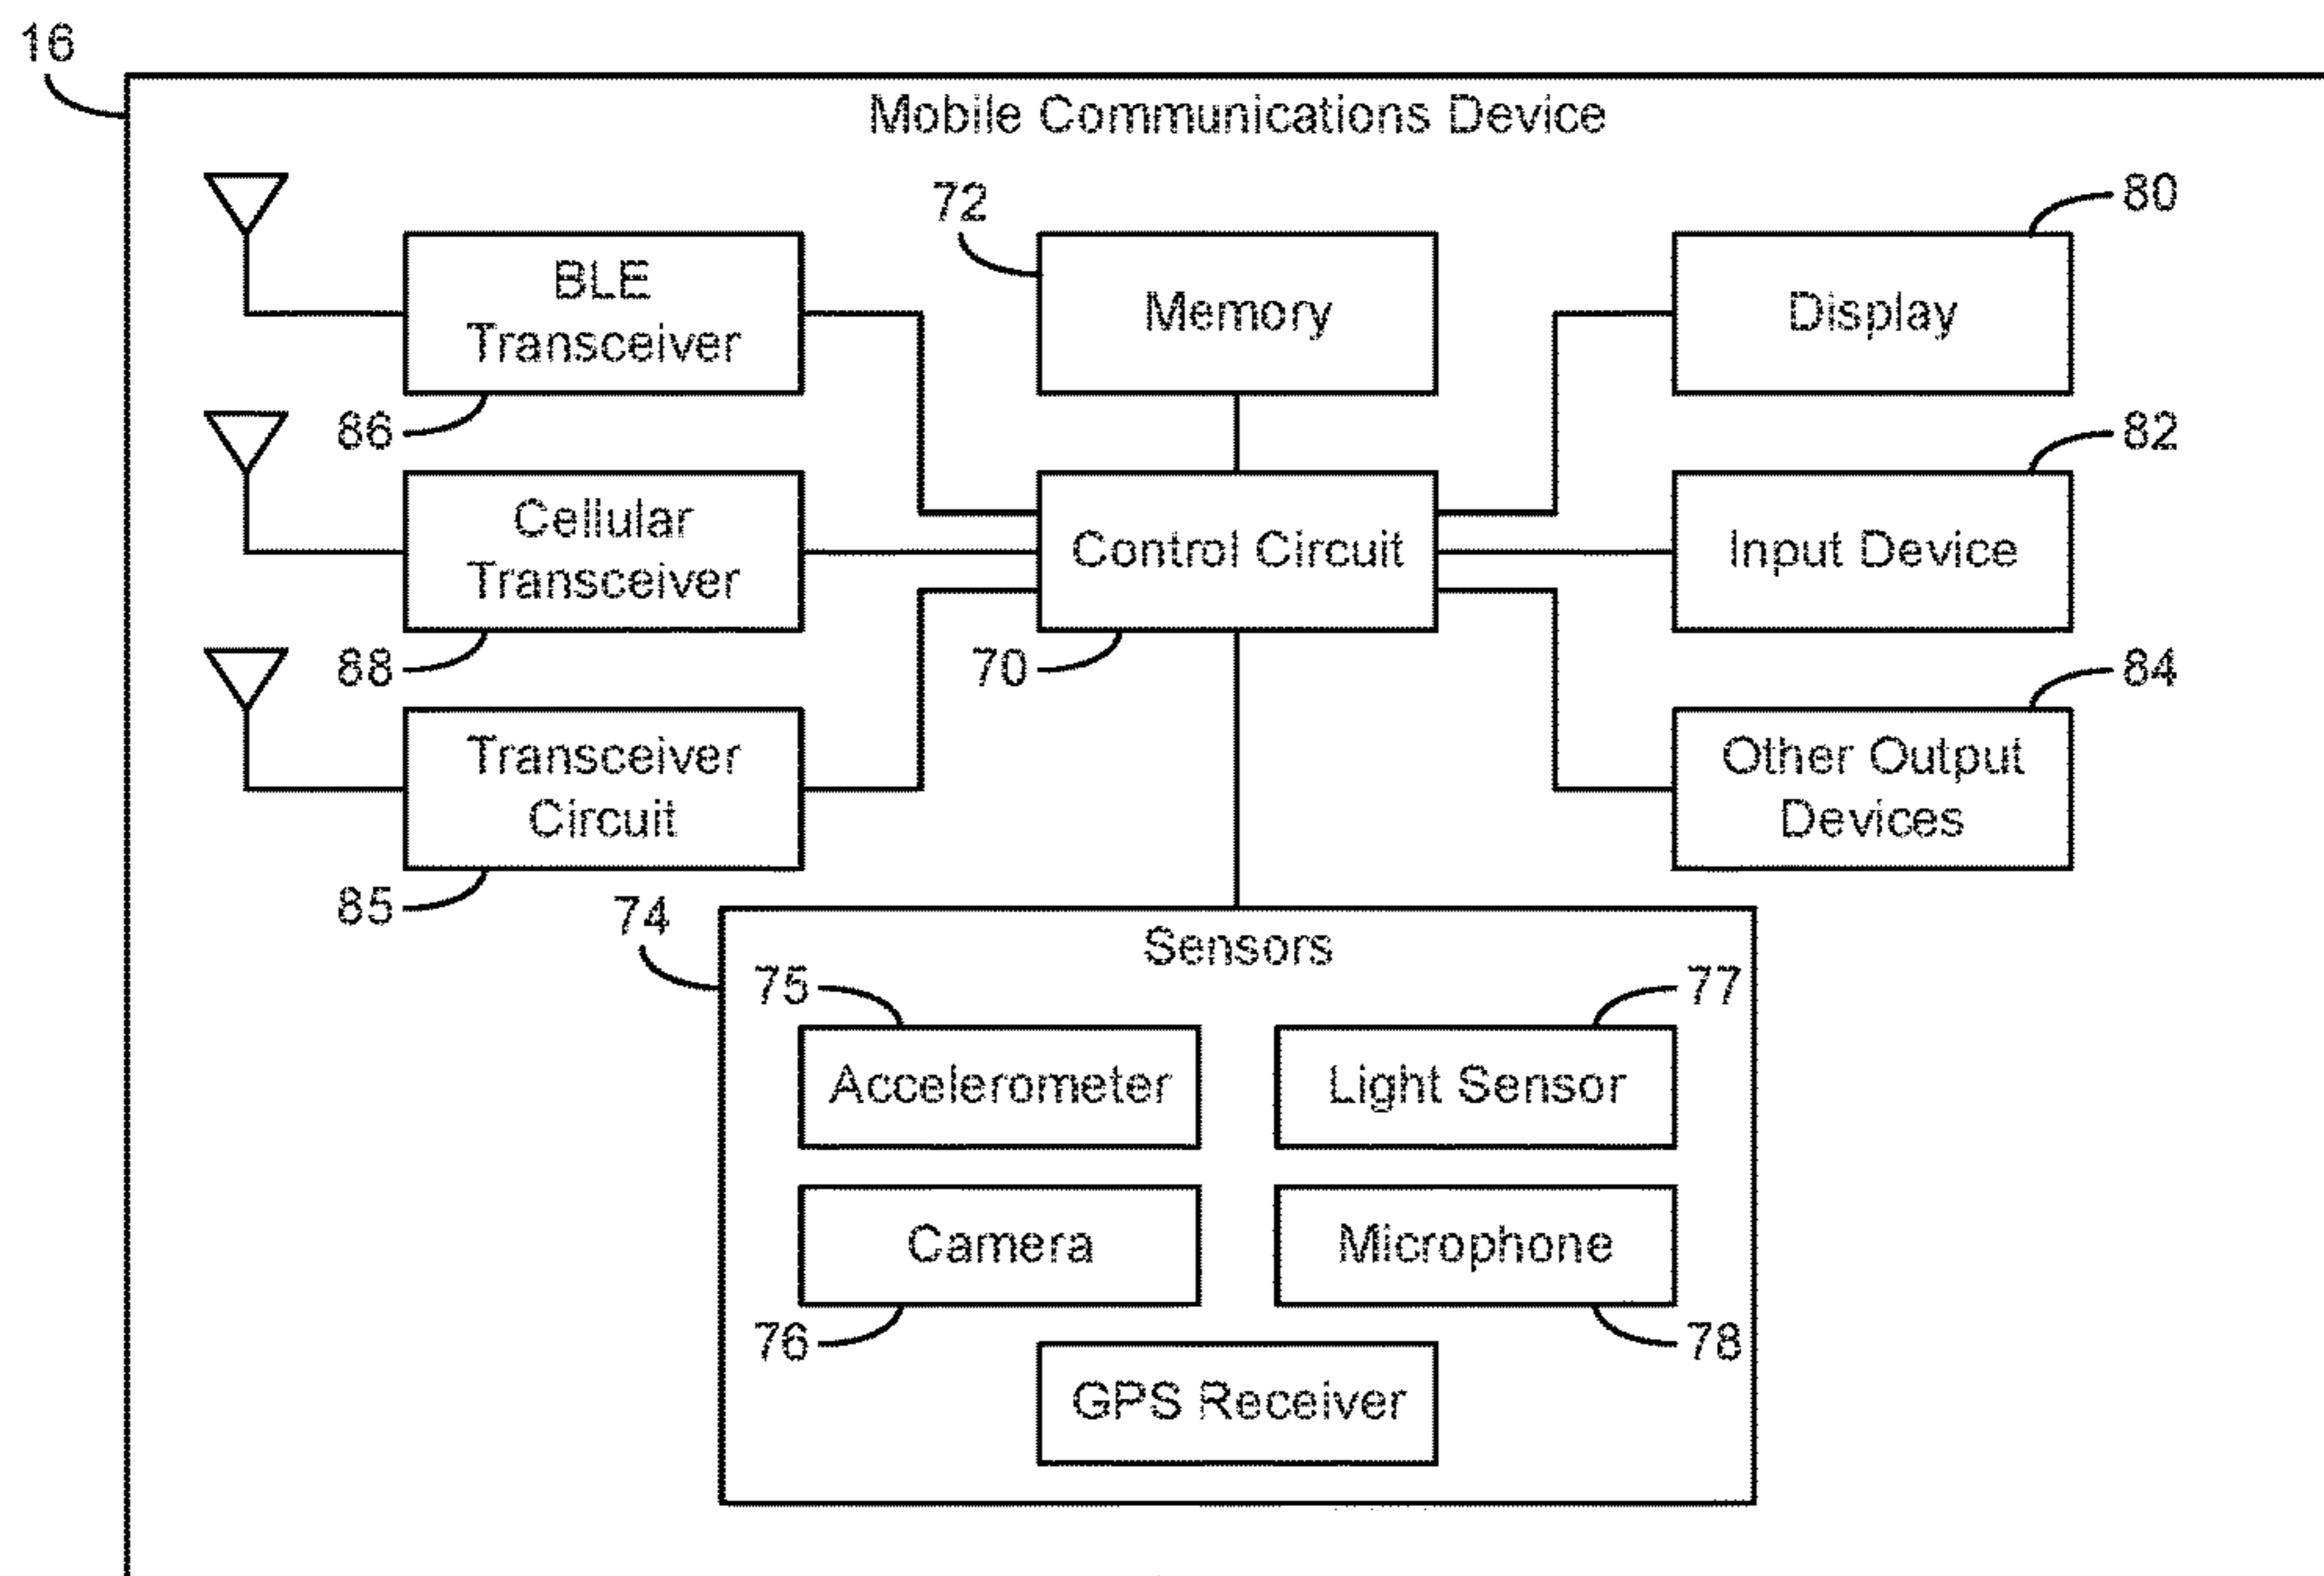 16
Mobile Communications Device
72
80
BLE
Transceiver
Memory
Display
86
82
Cellular
Transceiver
Control Circuit
Input Device
88
70
84
Transceiver
Circuit
Other Output
Devices
85
74
Sensors
75
77
Accelerometer
Light Sensor
Camera
Microphone
76
78
GPS Receiver